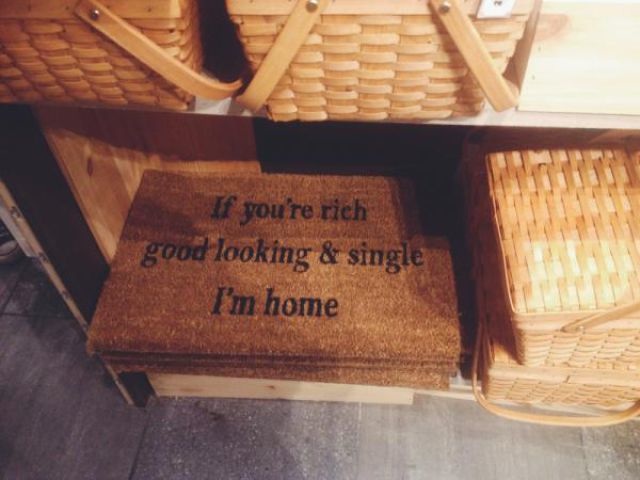 If you're rich
good looking & single
I'm home